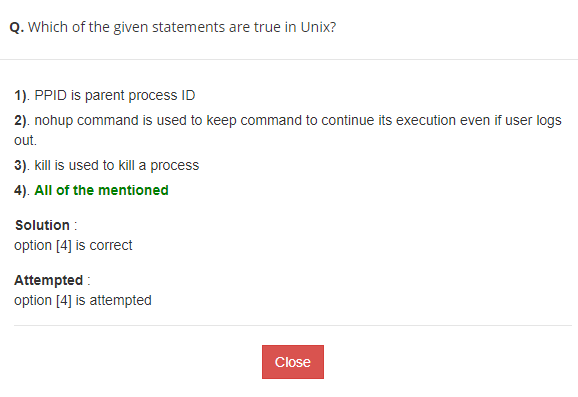 Q. Which of the given statements are true in Unix?
1). PPID is parent process ID
2). nohup command is used to keep command to continue its execution even if user logs
out.
3). kill is used to kill a process
4). All of the mentioned
Solution :
option [4] is correct
Attempted :
option [4] is attempted
Close